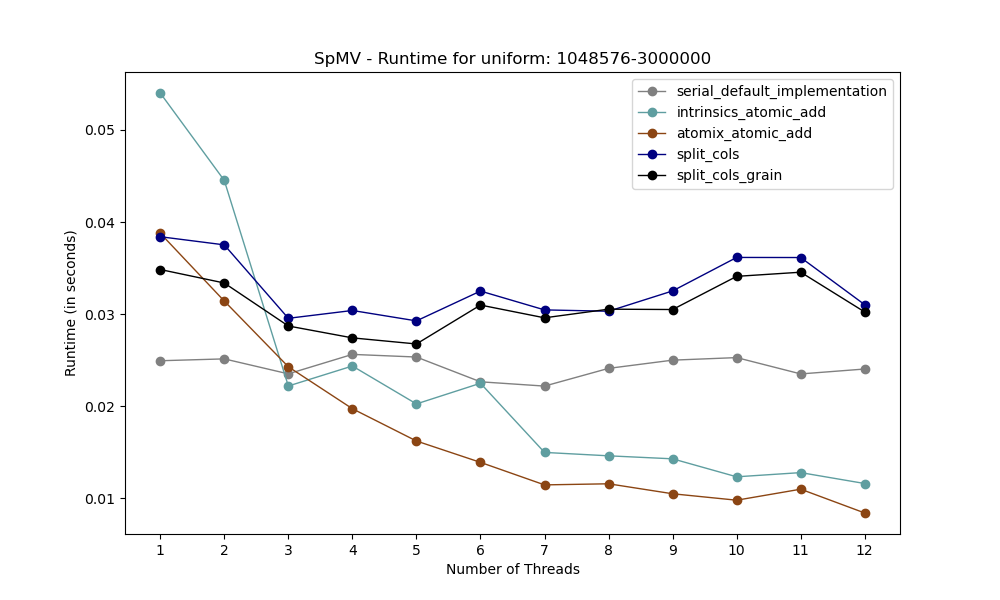 SpMV - Runtime for uniform: 1048576-3000000
serial_default_implementation
intrinsics_atomic_add
atomix_atomic_add
split_cols
split_cols_grain
Runtime (in seconds)
0.05
0.04
0.03
0.02
0.01
1 2 3 4 5 6 7 8 9 10 11 12
Number of Threads